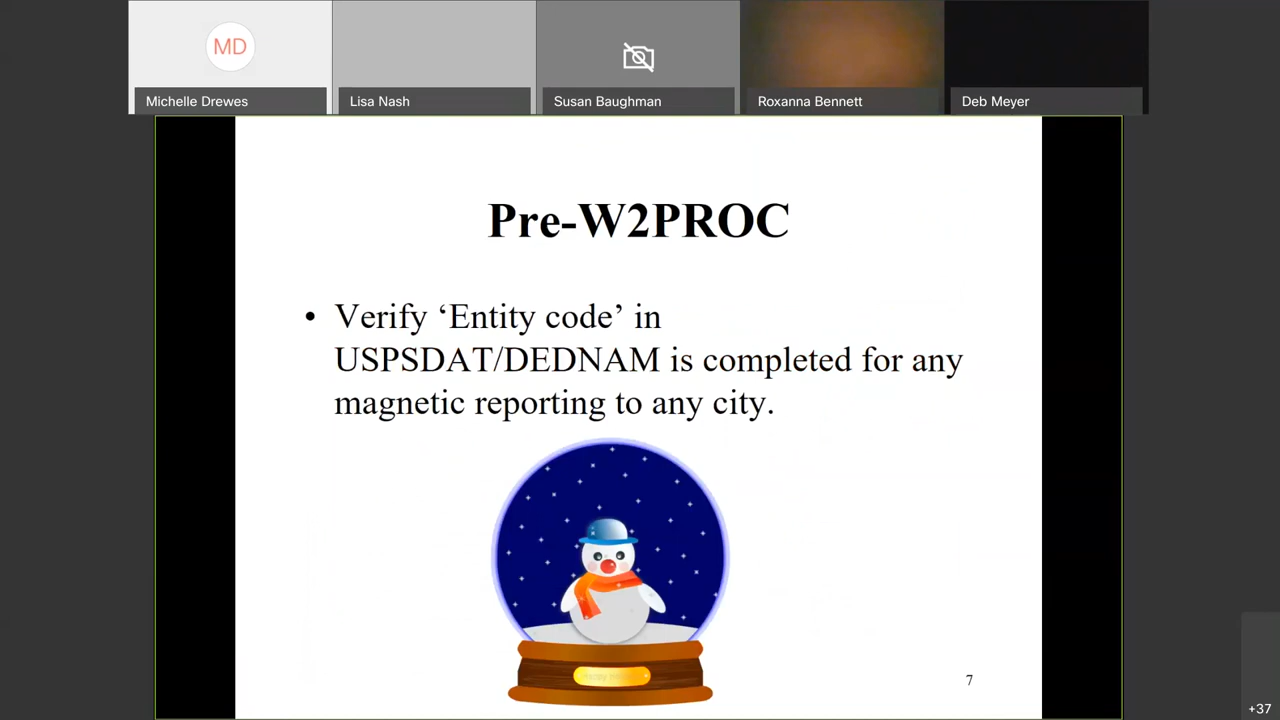 MD
Michelle Drewes
Lisa Nash
Susan Baughman
Roxanna Bennett
Deb Meyer
Pre-W2PROC
• Verify ‘Entity code’ in
USPSDAT/DEDNAM is completed for any
magnetic reporting to any city.
7
+37